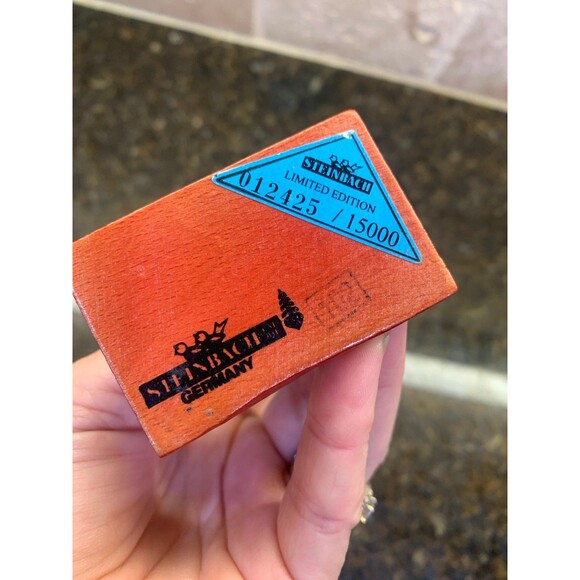 STEINBACH
LIMITED EDITION
012425 /15000
STEINBACH
GERMANY